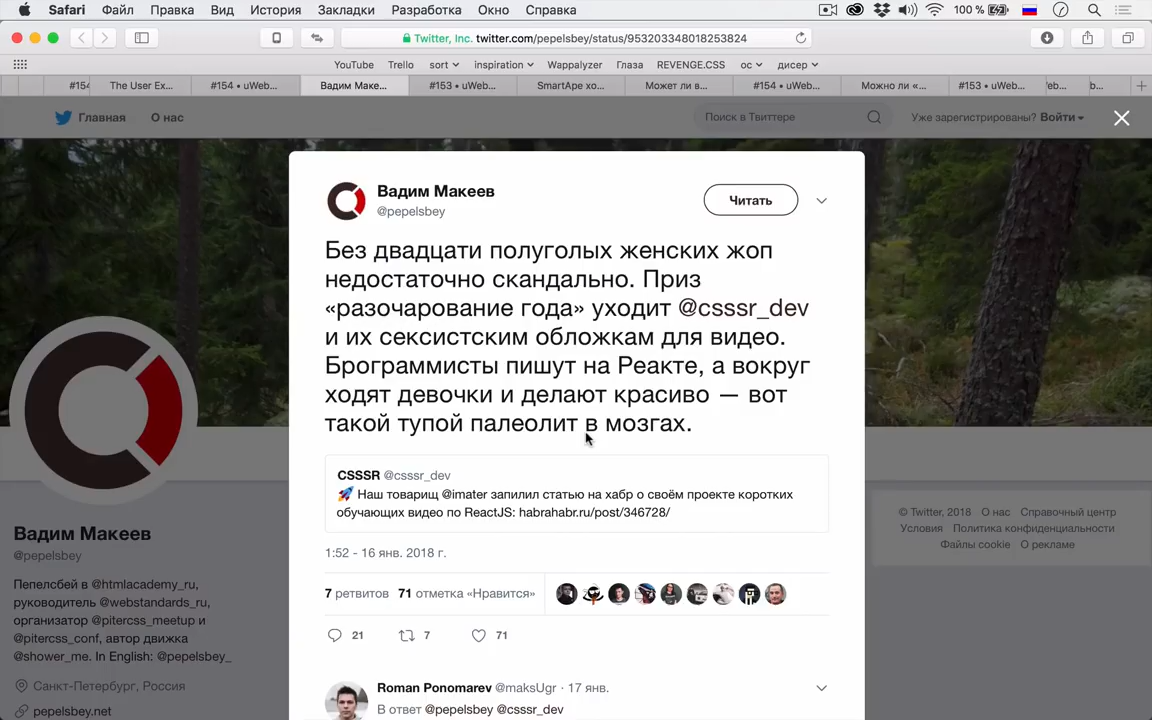 Safari Файл Правка Вид История Закладки Разработка Окно Справка 100 %
Twitter, Inc. twitter.com/pepelsbey/status/953203348018253824
YouTube Trello sort inspiration Wappalyzer Глаза REVENGE.CSS ос дисер
#154 The User Ex... #154 • uWeb... Вадим Маке... #153 • uWeb... SmartApe хо... Может ли в... #154 • uWeb... Можно ли «... #153 • uWeb... 'eb... b...
Главная О нас Поиск в Твиттере Уже зарегистрированы? Войти
Вадим Макеев
@pepelsbey
Читать
Без двадцати полуголых женских жоп
недостаточно скандально. Приз
«разочарование года» уходит @csssr_dev
и их сексистским обложкам для видео.
Брограммисты пишут на Реакте, а вокруг
ходят девочки и делают красиво — вот
такой тупой палеолит в мозгах.
CSSSR @csssr_dev
Наш товарищ @imater запилил статью на хабр о своём проекте коротких
обучающих видео по ReactJS: habrahabr.ru/post/346728/
1:52 - 16 янв. 2018 г.
7 ретвитов 71 отметка «Нравится»
21 7 71
Roman Ponomarev @maksUgr · 17 янв.
В ответ @pepelsbey @csssr_dev
Вадим Макеев
@pepelsbey
Пепелсбей в @htmlacademy_ru,
руководитель @webstandards_ru,
организатор @pitercss_meetup и
@pitercss_conf, автор движка
@shower_me. In English: @pepelsbey_
Санкт-Петербург, Россия
pepelsbey.net
© Twitter, 2018 О нас Справочный центр
Условия Политика конфиденциальности
Файлы cookie О рекламе